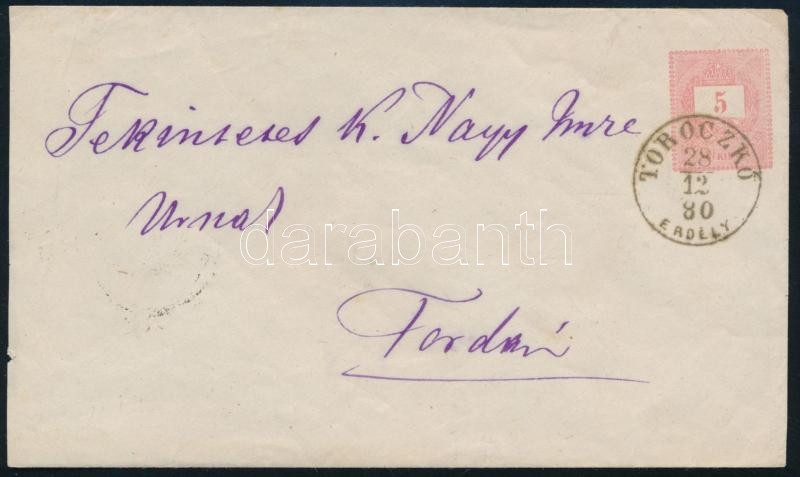 5
TOROCZKÓ
28
12
80
ERDÉLY
Tekintetes K. Nagy Imre
Urnak
Tordán
darabanth